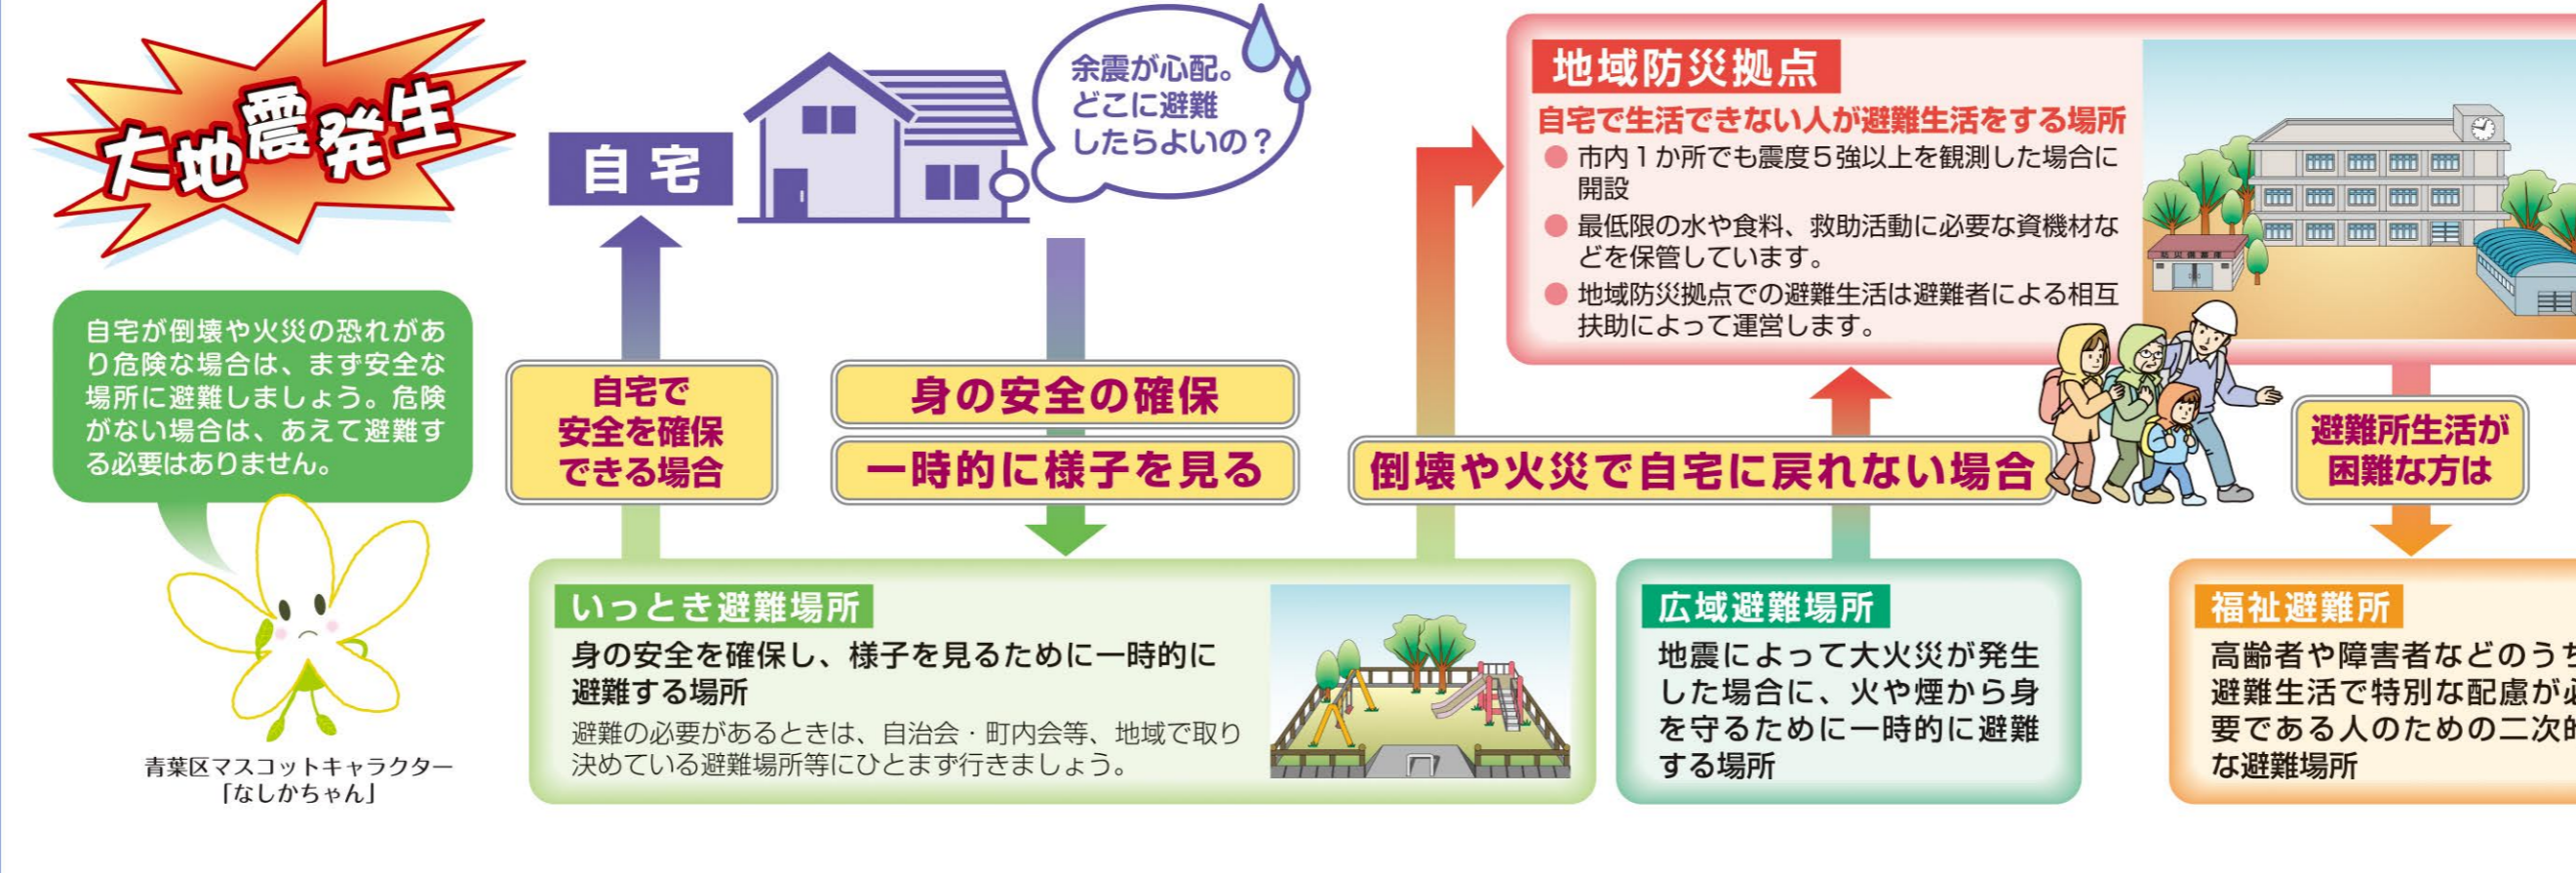 大地震発生
自宅が倒壊や火災の恐れがあ
り危険な場合は、まず安全な
場所に避難しましょう。危険
がない場合は、あえて避難す
る必要はありません。
青葉区マスコットキャラクター
「なしかちゃん」
自宅
余震が心配。
どこに避難
したらよいの？
自宅で
安全を確保
できる場合
身の安全の確保
一時的に様子を見る
いっとき避難場所
身の安全を確保し、様子を見るために一時的に
避難する場所
避難の必要があるときは、自治会・町内会等、地域で取り
決めている避難場所等にひとまず行きましょう。
倒壊や火災で自宅に戻れない場合
地域防災拠点
自宅で生活できない人が避難生活をする場所
● 市内１か所でも震度５強以上を観測した場合に
開設
● 最低限の水や食料、救助活動に必要な資機材な
どを保管しています。
● 地域防災拠点での避難生活は避難者による相互
扶助によって運営します。
広域避難場所
地震によって大火災が発生
した場合に、火や煙から身
を守るために一時的に避難
する場所
避難所生活が
困難な方は
福祉避難所
高齢者や障害者などのうち
避難生活で特別な配慮が必
要である人のための二次的
な避難場所